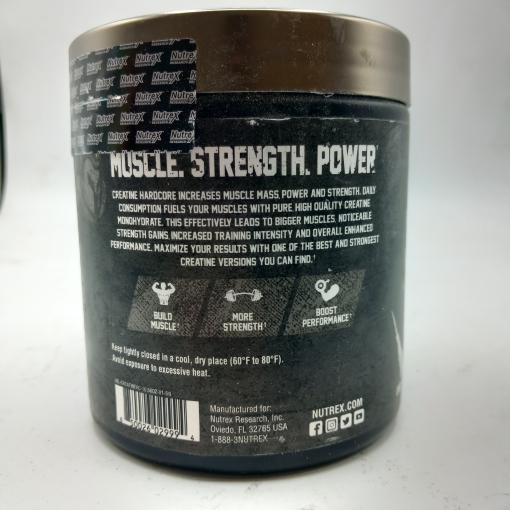 Nutrex RESEARCH
MUSCLE. STRENGTH. POWER†
CREATINE HARDCORE INCREASES MUSCLE MASS, POWER AND STRENGTH. DAILY
CONSUMPTION FUELS YOUR MUSCLES WITH PURE, HIGH QUALITY CREATINE
MONOHYDRATE. THIS EFFECTIVELY LEADS TO BIGGER MUSCLES, NOTICEABLE
STRENGTH GAINS, INCREASED TRAINING INTENSITY AND OVERALL ENHANCED
PERFORMANCE. MAXIMIZE YOUR RESULTS WITH ONE OF THE BEST AND STRONGEST
CREATINE VERSIONS YOU CAN FIND.†
BUILD
MUSCLE†
MORE
STRENGTH†
BOOST
PERFORMANCE†
Keep tightly closed in a cool, dry place (60°F to 80°F).
Avoid exposure to excessive heat.
Manufactured for:
Nutrex Research, Inc.
Oviedo, FL 32765 USA
1-888-3NUTREX
NUTREX.COM